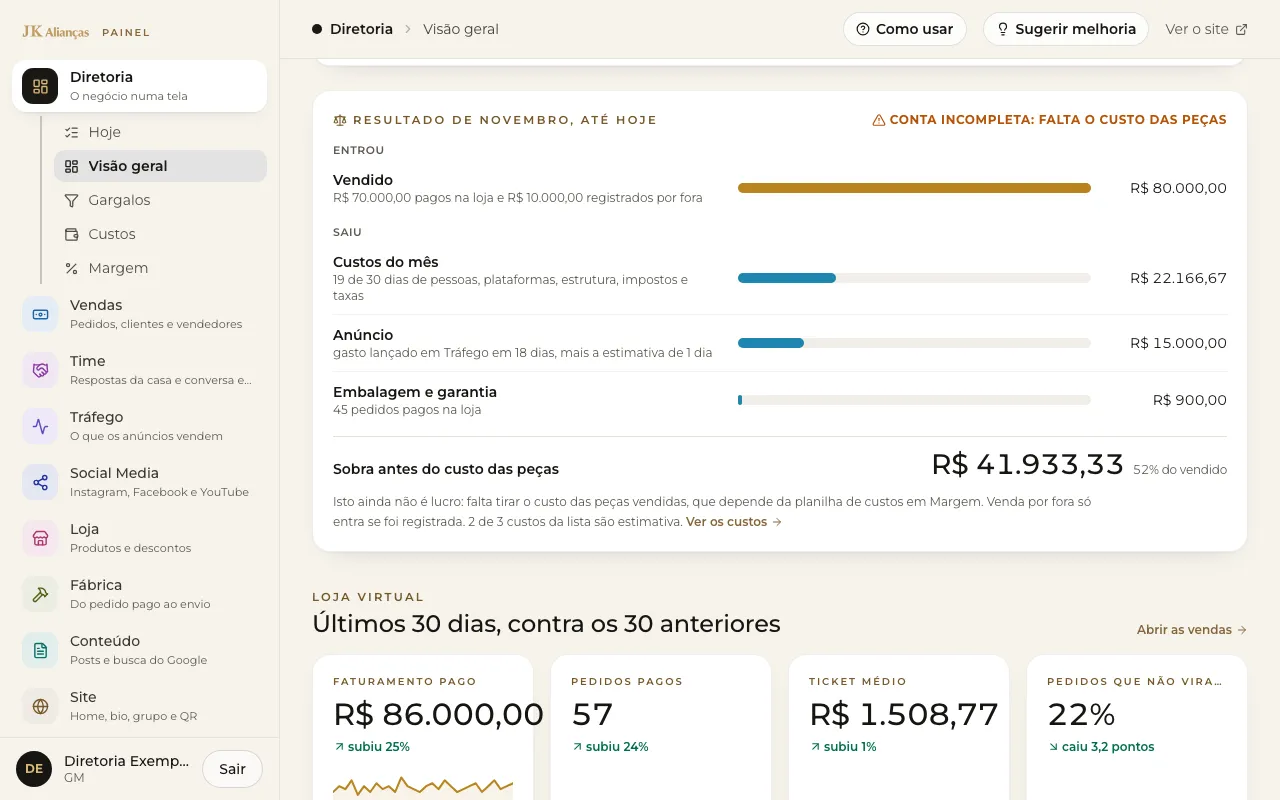 JK Alianças PAINEL
Diretoria
O negócio numa tela
Hoje
Visão geral
Gargalos
Custos
Margem
Vendas
Pedidos, clientes e vendedores
Time
Respostas da casa e conversa e…
Tráfego
O que os anúncios vendem
Social Media
Instagram, Facebook e YouTube
Loja
Produtos e descontos
Fábrica
Do pedido pago ao envio
Conteúdo
Posts e busca do Google
Site
Home, bio, grupo e QR
DE
Diretoria Exemp…
GM
Sair
Diretoria
Visão geral
Como usar
Sugerir melhoria
Ver o site
RESULTADO DE NOVEMBRO, ATÉ HOJE
CONTA INCOMPLETA: FALTA O CUSTO DAS PEÇAS
ENTROU
Vendido
R$ 70.000,00 pagos na loja e R$ 10.000,00 registrados por fora
R$ 80.000,00
SAIU
Custos do mês
19 de 30 dias de pessoas, plataformas, estrutura, impostos e
taxas
R$ 22.166,67
Anúncio
gasto lançado em Tráfego em 18 dias, mais a estimativa de 1 dia
R$ 15.000,00
Embalagem e garantia
45 pedidos pagos na loja
R$ 900,00
Sobra antes do custo das peças
R$ 41.933,33 52% do vendido
Isto ainda não é lucro: falta tirar o custo das peças vendidas, que depende da planilha de custos em Margem. Venda por fora só
entra se foi registrada. 2 de 3 custos da lista são estimativa. Ver os custos
LOJA VIRTUAL
Últimos 30 dias, contra os 30 anteriores
Abrir as vendas
FATURAMENTO PAGO
R$ 86.000,00
subiu 25%
PEDIDOS PAGOS
57
subiu 24%
TICKET MÉDIO
R$ 1.508,77
subiu 1%
PEDIDOS QUE NÃO VIRA…
22%
caiu 3,2 pontos